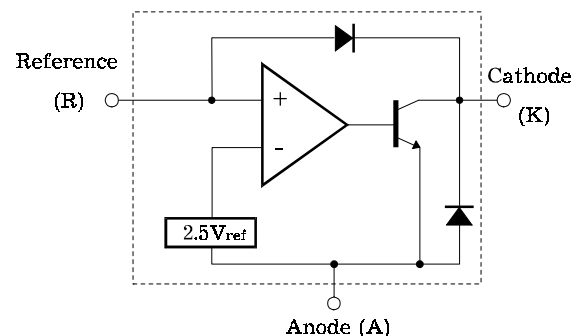 Reference
(R)
+
-
2.5Vref
Cathode
(K)
Anode (A)